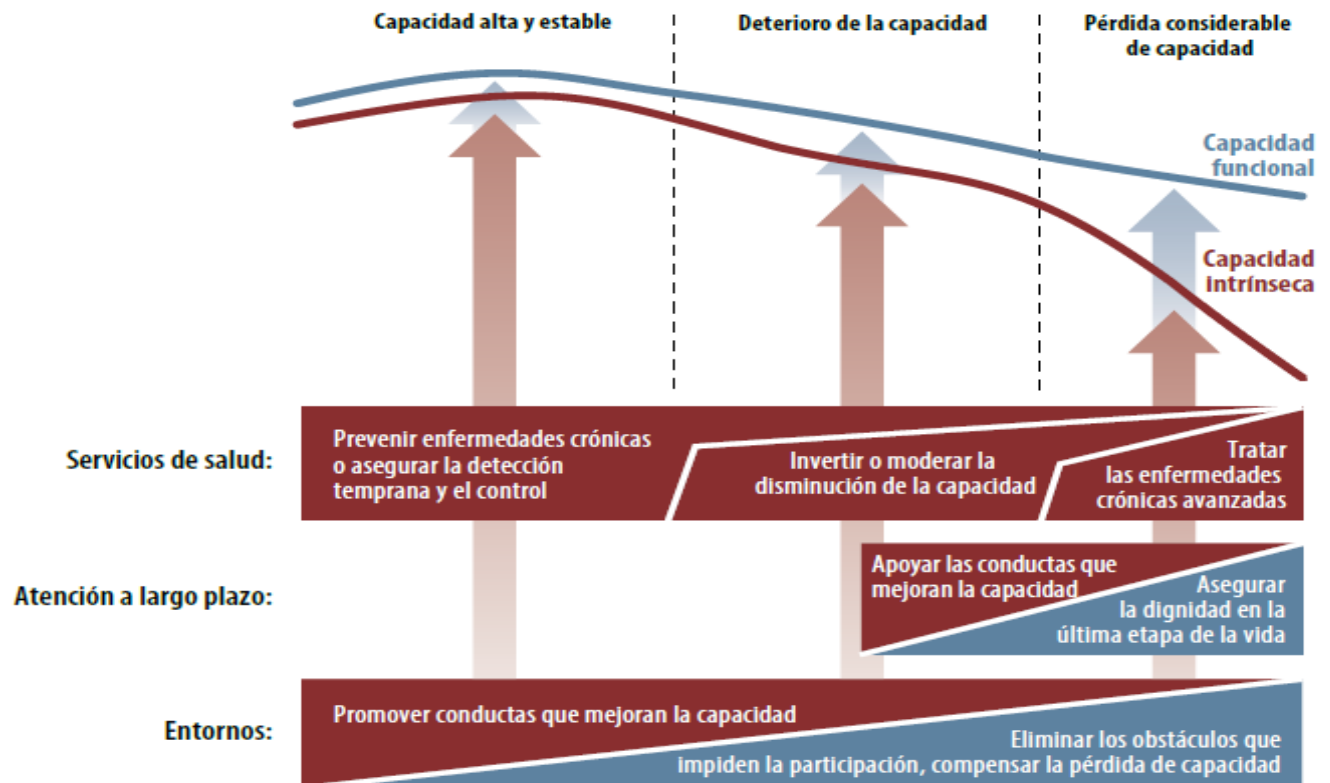 Capacidad alta y estable
Deterioro de la capacidad
Pérdida considerable
de capacidad
Capacidad
funcional
Capacidad
intrínseca
Servicios de salud:
Prevenir enfermedades crónicas
o asegurar la detección
temprana y el control
Invertir o moderar la
disminución de la capacidad
Tratar
las enfermedades
crónicas avanzadas
Atención a largo plazo:
Apoyar las conductas que
mejoran la capacidad
Asegurar
la dignidad en la
última etapa de la vida
Entornos:
Promover conductas que mejoran la capacidad
Eliminar los obstáculos que
impiden la participación, compensar la pérdida de capacidad